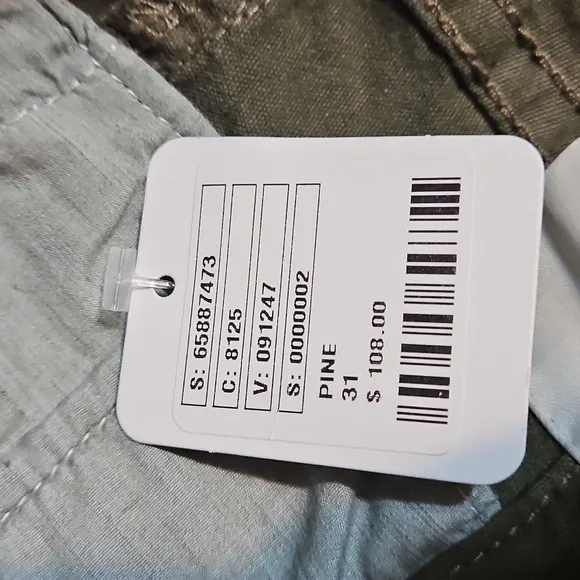 S: 65887473
C: 8125
V: 091247
S: 0000002
PINE
31
$ 108.00